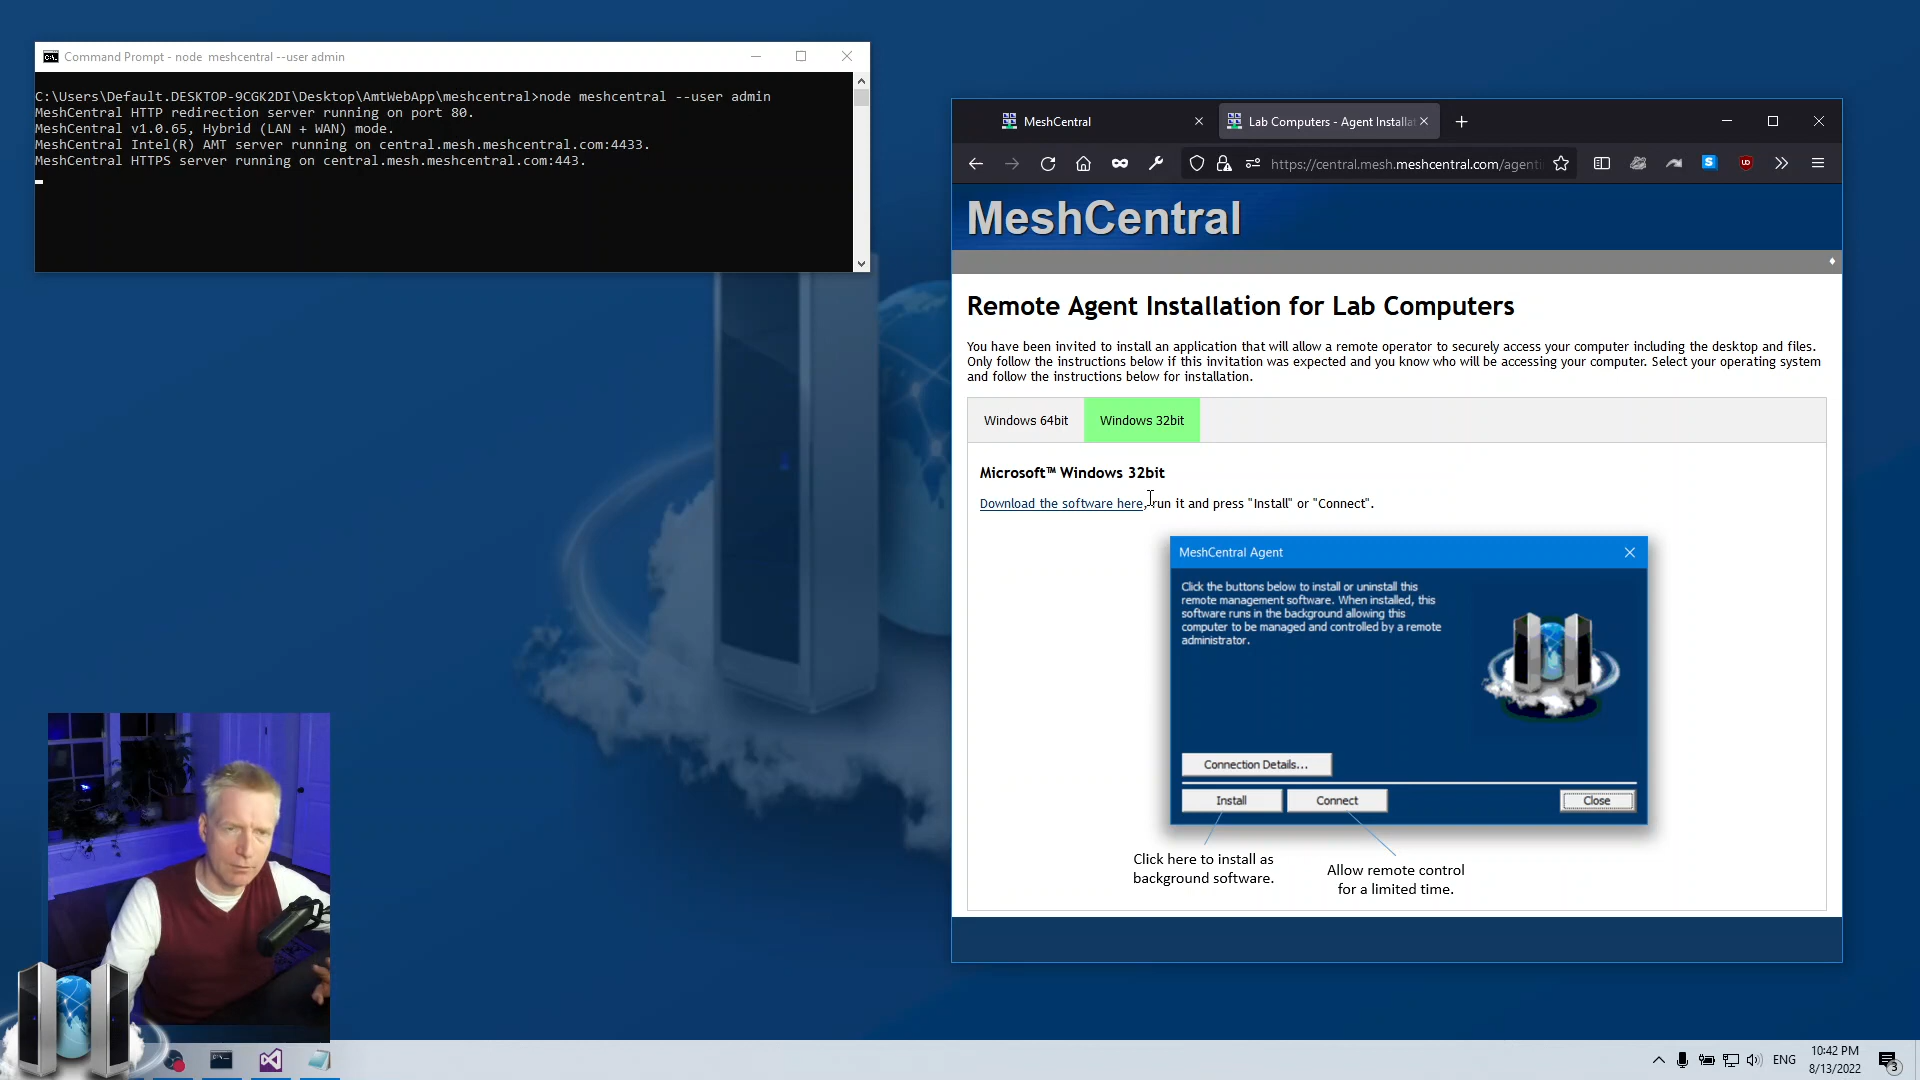 Command Prompt - node  meshcentral --user admin
C:\Users\Default.DESKTOP-9CGK2DI\Desktop\AmtWebApp\meshcentral>node meshcentral --user admin
MeshCentral HTTP redirection server running on port 80.
MeshCentral v1.0.65, Hybrid (LAN + WAN) mode.
MeshCentral Intel(R) AMT server running on central.mesh.meshcentral.com:4433.
MeshCentral HTTPS server running on central.mesh.meshcentral.com:443.
MeshCentral
Lab Computers - Agent Installat
https://central.mesh.meshcentral.com/agenti
MeshCentral
Remote Agent Installation for Lab Computers
You have been invited to install an application that will allow a remote operator to securely access your computer including the desktop and files.
Only follow the instructions below if this invitation was expected and you know who will be accessing your computer. Select your operating system
and follow the instructions below for installation.
Windows 64bit
Windows 32bit
Microsoft™ Windows 32bit
Download the software here, run it and press "Install" or "Connect".
MeshCentral Agent
Click the buttons below to install or uninstall this
remote management software. When installed, this
software runs in the background allowing this
computer to be managed and controlled by a remote
administrator.
Connection Details...
Install
Connect
Close
Click here to install as
background software.
Allow remote control
for a limited time.
ENG
10:42 PM
8/13/2022
3